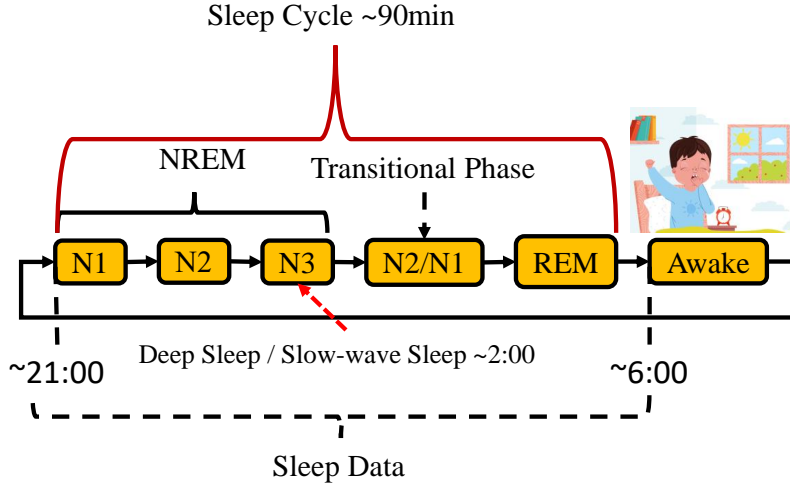 Sleep Cycle ~90min
NREM
Transitional Phase
N1
N2
N3
N2/N1
REM
Awake
Deep Sleep / Slow-wave Sleep ~2:00
~21:00
~6:00
Sleep Data